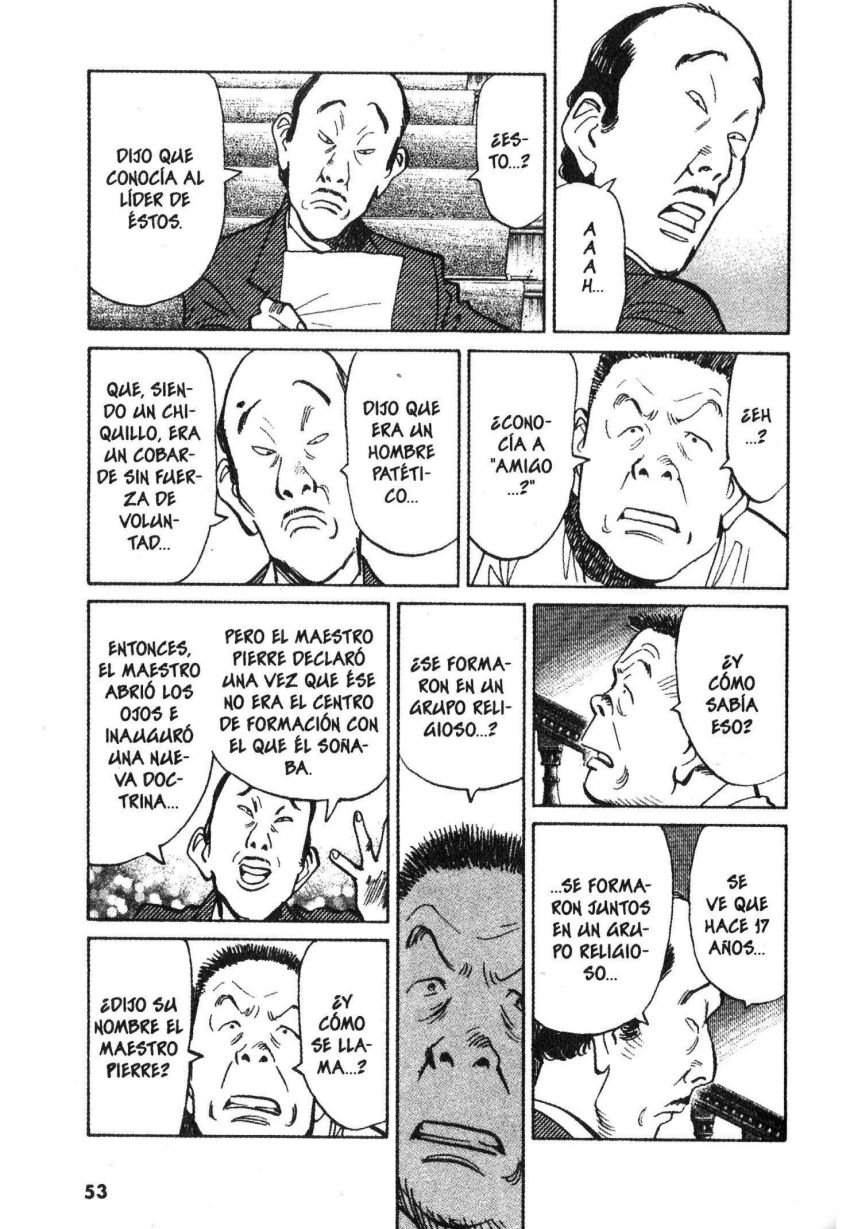 A
A
A
H...
¿ES-
TO...?
DIJO QUE
CONOCÍA AL
LÍDER DE
ÉSTOS.
¿EH
...?
¿CONO-
CÍA A
"AMIGO
...?"
DIJO QUE
ERA UN
HOMBRE
PATÉTI-
CO...
QUE, SIEN-
DO UN CHI-
QUILLO, ERA
UN COBAR-
DE SIN FUER-
ZA DE
VOLUN-
TAD...
¿Y
CÓMO
SABÍA
ESO?
SE
VE QUE
HACE 17
AÑOS...
...SE FORMA-
RON JUNTOS
EN UN GRU-
PO RELIGIO-
SO...
¿SE FORMA-
RON EN UN
GRUPO RELI-
GIOSO...?
PERO EL MAESTRO
PIERRE DECLARÓ
UNA VEZ QUE ÉSE
NO ERA EL CENTRO
DE FORMACIÓN CON
EL QUE ÉL SOÑA-
BA.
ENTONCES,
EL MAESTRO
ABRIÓ LOS
OJOS E
INAUGURÓ
UNA NUE-
VA DOC-
TRINA...
¿Y
CÓMO
SE LLA-
MA...?
¿DIJO SU
NOMBRE EL
MAESTRO
PIERRE?
53